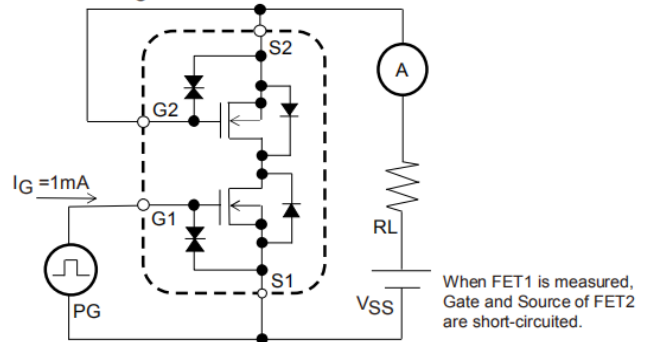 S2
A
G2
IG =1mA
G1
RL
S1
PG
VSS
When FET1 is measured,
Gate and Source of FET2
are short-circuited.